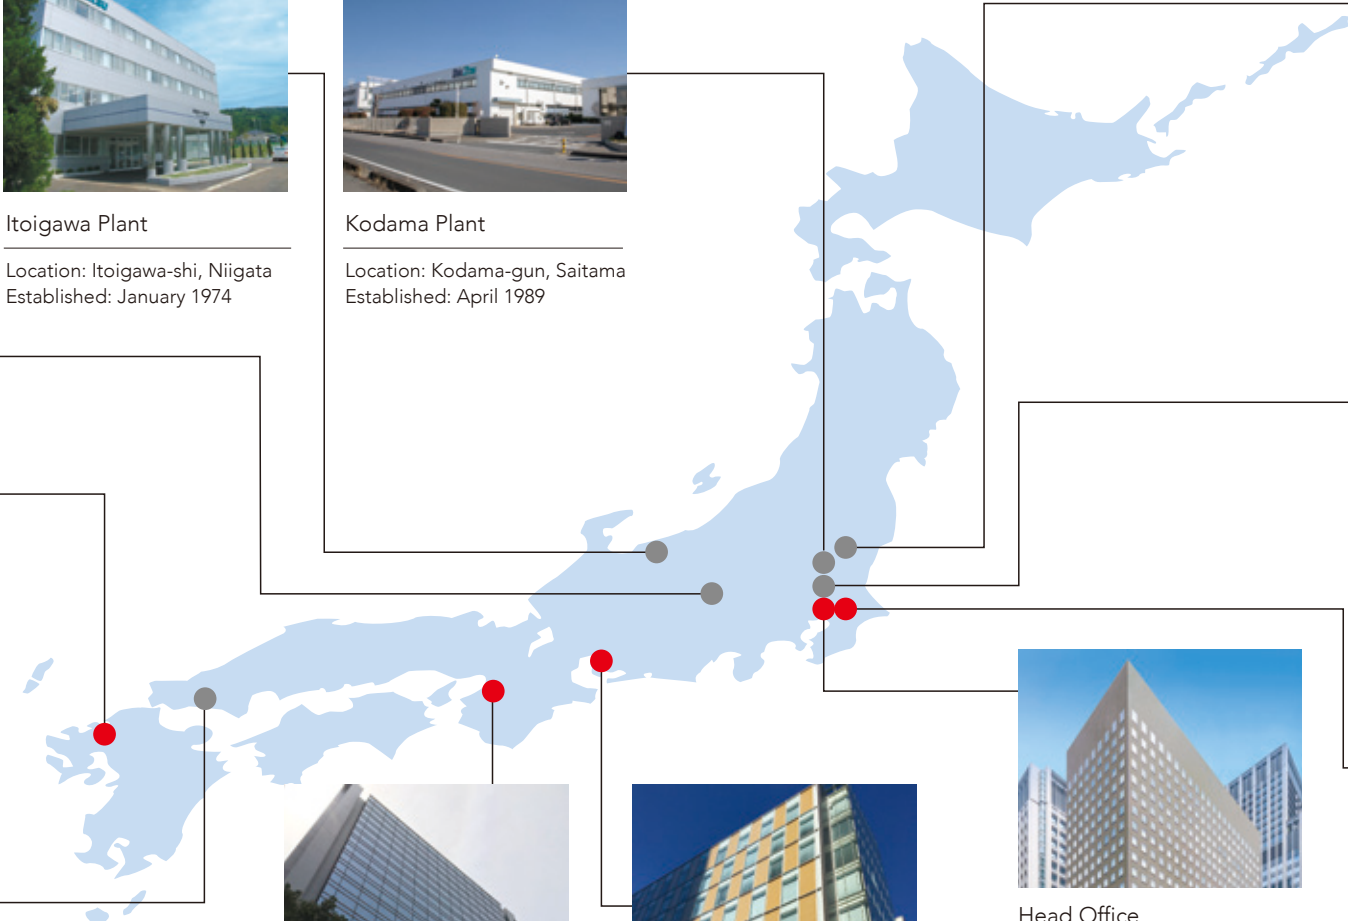 Itoigawa Plant
Location: Itoigawa-shi, Niigata
Established: January 1974
Kodama Plant
Location: Kodama-gun, Saitama
Established: April 1989
Head Office